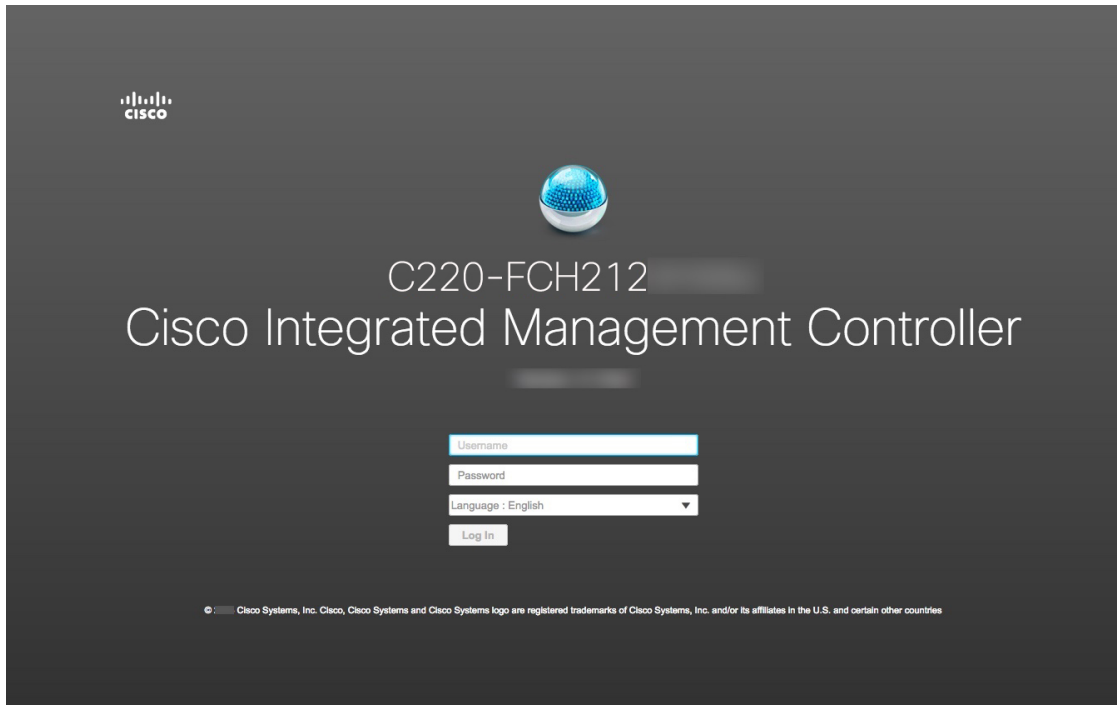 CISCO
C220-FCH212
Cisco Integrated Management Controller
Username
Password
Language : English
Log In
© Cisco Systems, Inc. Cisco, Cisco Systems and Cisco Systems logo are registered trademarks of Cisco Systems, Inc. and/or its affiliates in the U.S. and certain other countries